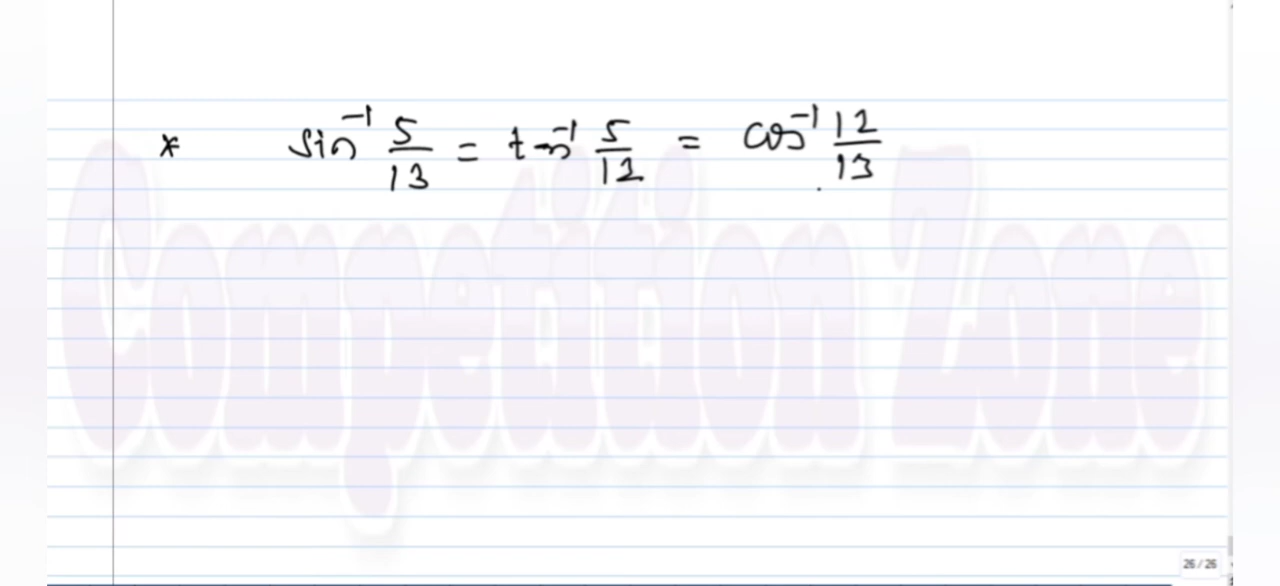 * sin⁻¹ 5/13 = tan⁻¹ 5/12 = cos⁻¹ 12/13
Competition Zone
26/26